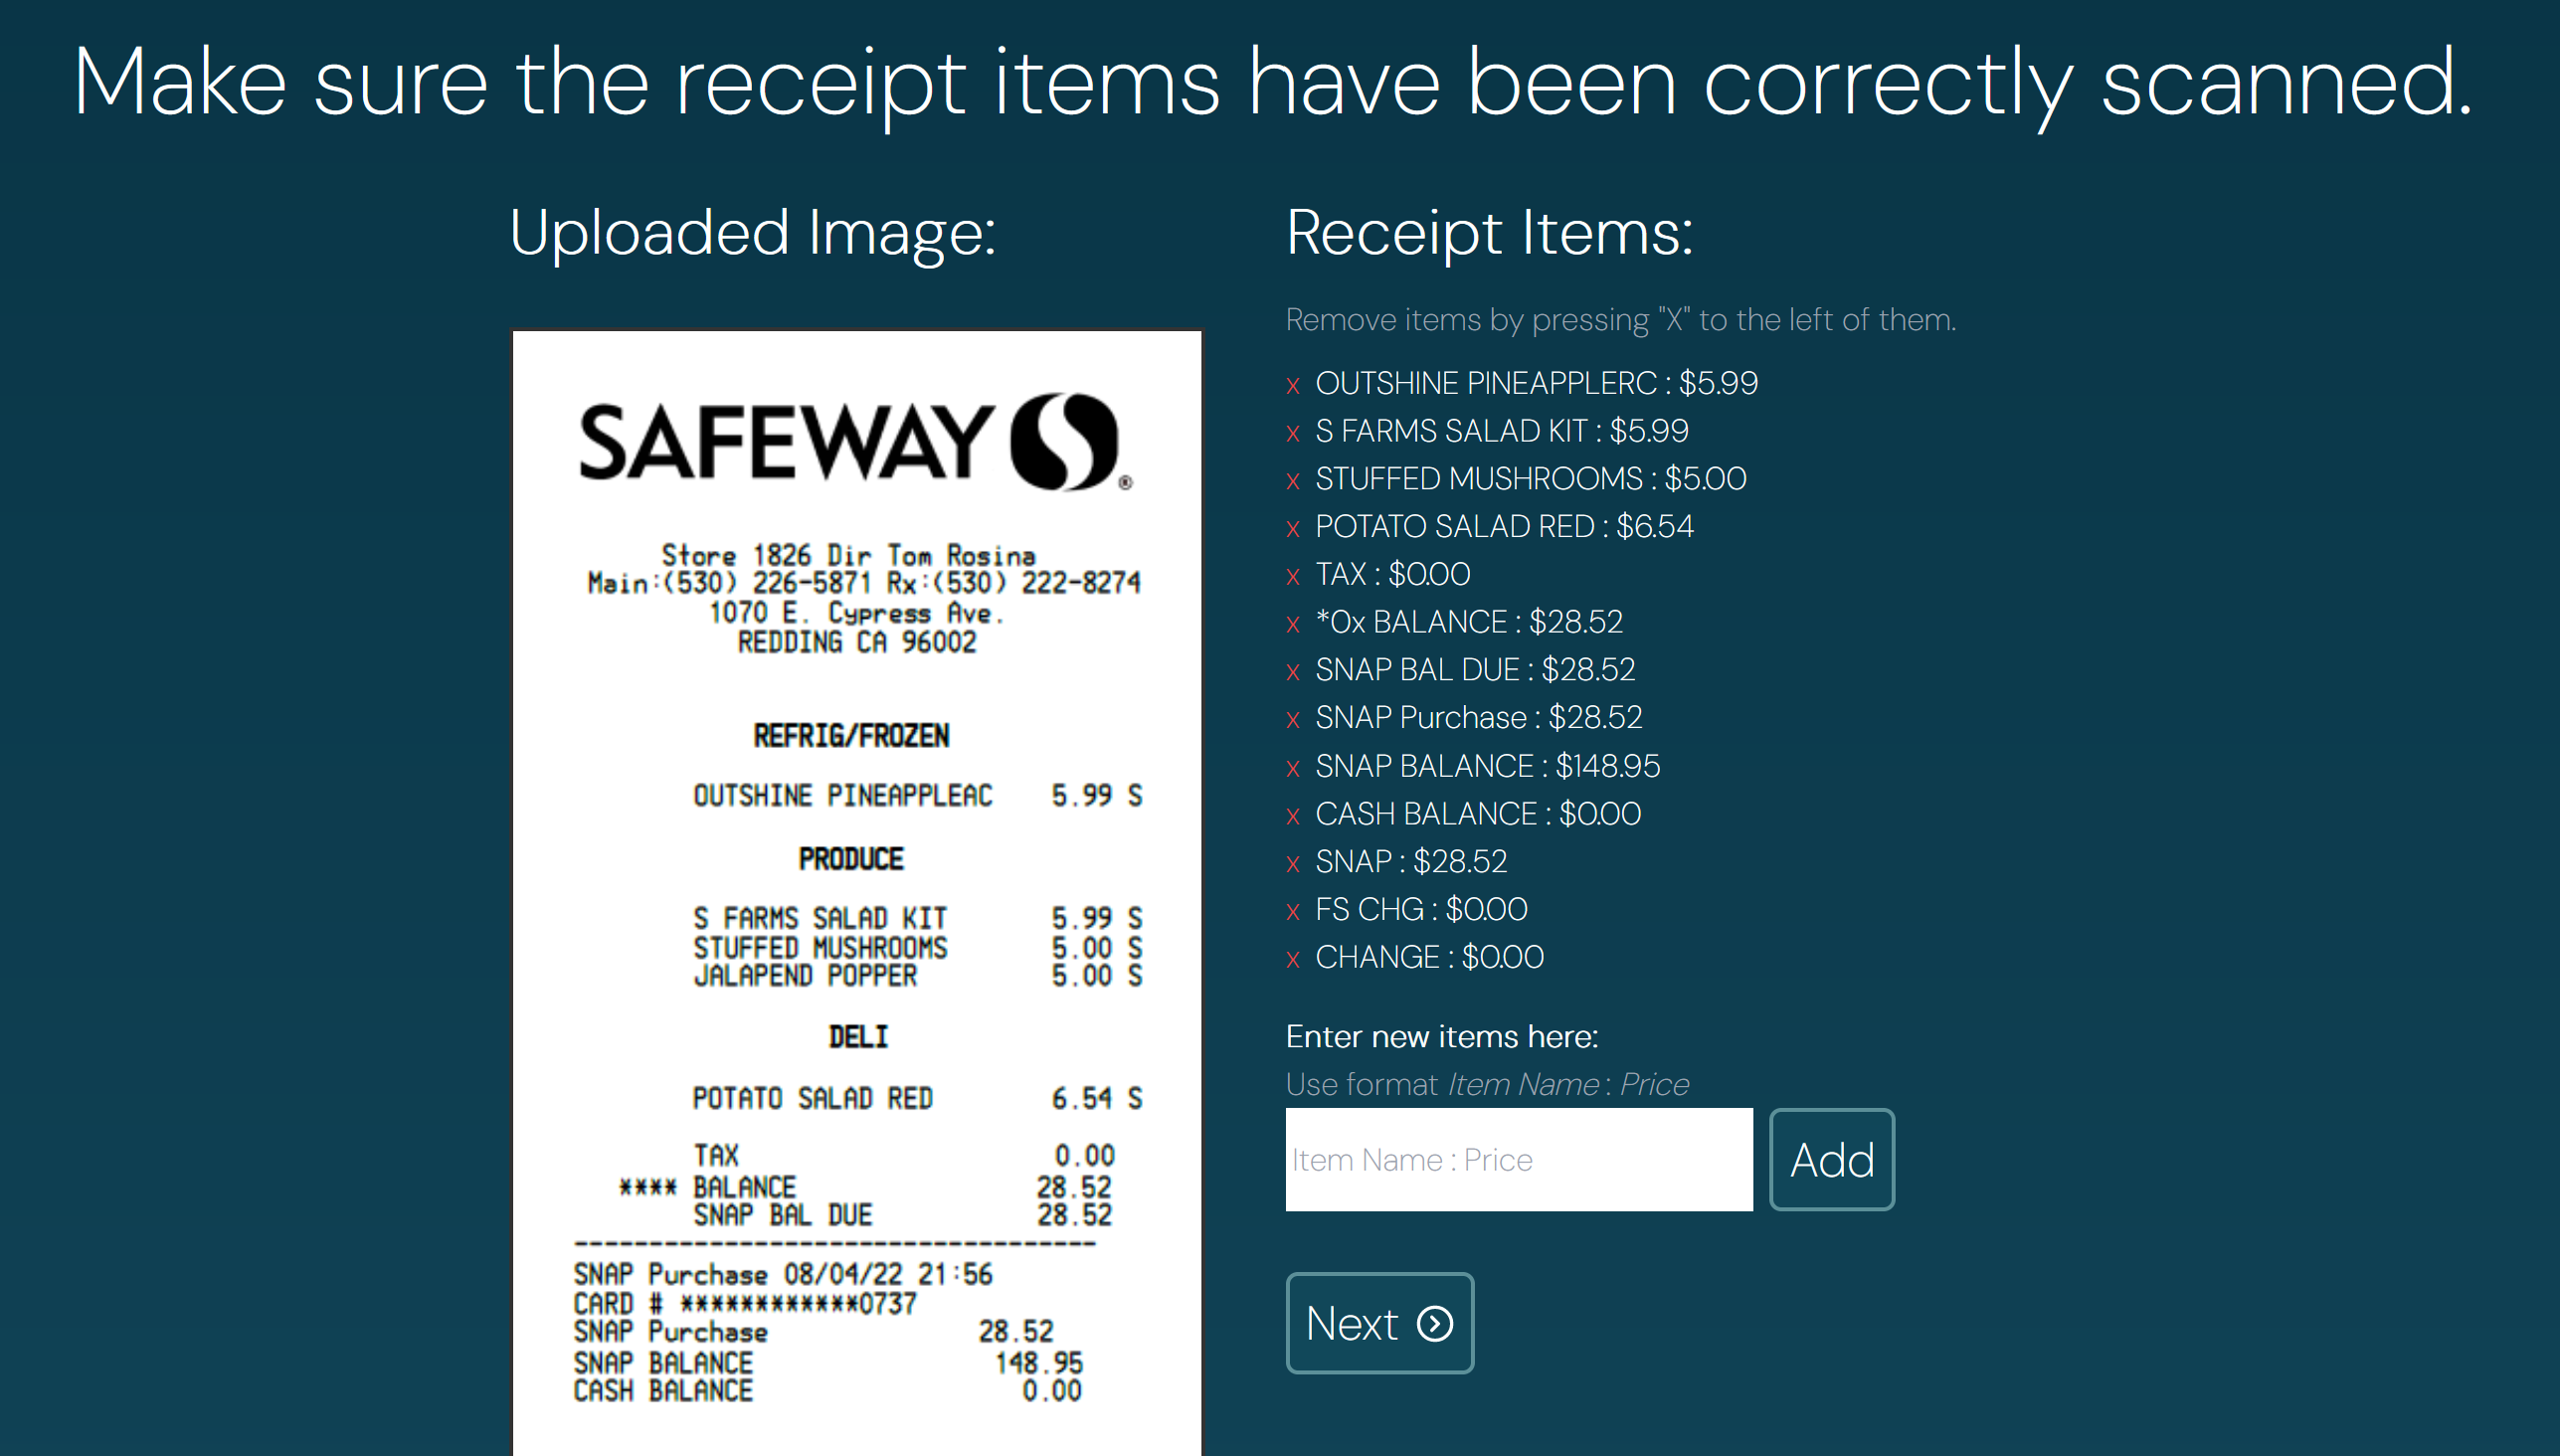 Make sure the receipt items have been correctly scanned.
Uploaded Image:
SAFEWAY ®
Store 1826 Dir Tom Rosina
Main:(530) 226-5871 Rx:(530) 222-8274
1070 E. Cypress Ave.
REDDING CA 96002
REFRIG/FROZEN
OUTSHINE PINEAPPLEAC 5.99 S
PRODUCE
S FARMS SALAD KIT 5.99 S
STUFFED MUSHROOMS 5.00 S
JALAPEND POPPER 5.00 S
DELI
POTATO SALAD RED 6.54 S
TAX 0.00
**** BALANCE 28.52
SNAP BAL DUE 28.52
-----------------------------------
SNAP Purchase 08/04/22 21:56
CARD # ************0737
SNAP Purchase 28.52
SNAP BALANCE 148.95
CASH BALANCE 0.00
Receipt Items:
Remove items by pressing "X" to the left of them.
x OUTSHINE PINEAPPLERC : $5.99
x S FARMS SALAD KIT : $5.99
x STUFFED MUSHROOMS : $5.00
x POTATO SALAD RED : $6.54
x TAX : $0.00
x *0x BALANCE : $28.52
x SNAP BAL DUE : $28.52
x SNAP Purchase : $28.52
x SNAP BALANCE : $148.95
x CASH BALANCE : $0.00
x SNAP : $28.52
x FS CHG : $0.00
x CHANGE : $0.00
Enter new items here:
Use format Item Name : Price
Item Name : Price
Add
Next